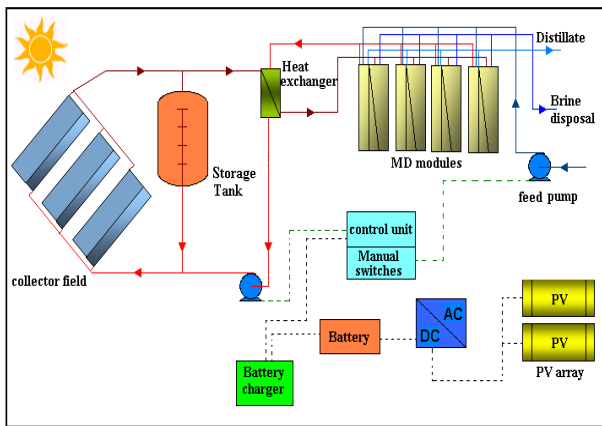 Distillate
Heat
exchanger
Brine
disposal
MD modules
Storage
Tank
feed pump
control unit
Manual
switches
collector field
AC
DC
PV
Battery
PV
Battery
charger
PV array